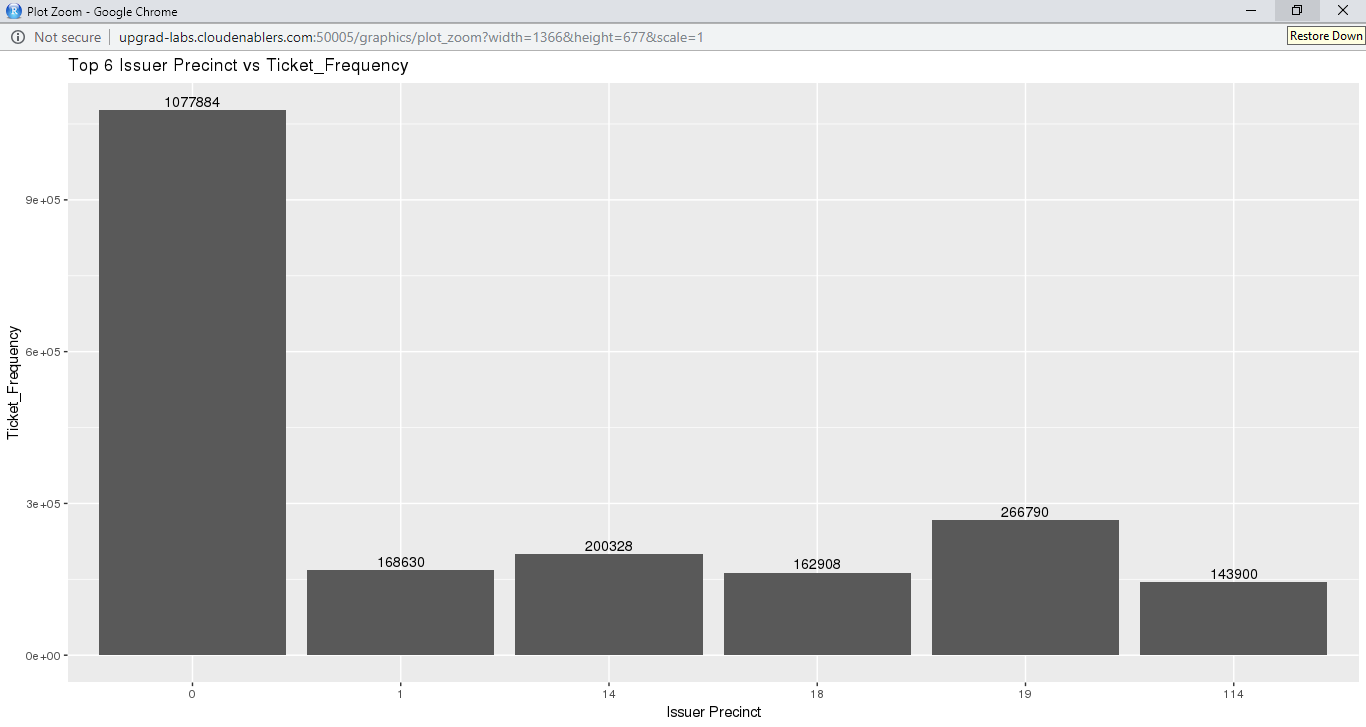 Plot Zoom - Google Chrome
Not secure | upgrad-labs.cloudenablers.com:50005/graphics/plot_zoom?width=1366&height=677&scale=1
Restore Down
Top 6 Issuer Precinct vs Ticket_Frequency
1077884
9e+05
6e+05
Ticket_Frequency
3e+05
266790
200328
168630
162908
143900
0e+00
0 1 14 18 19 114
Issuer Precinct